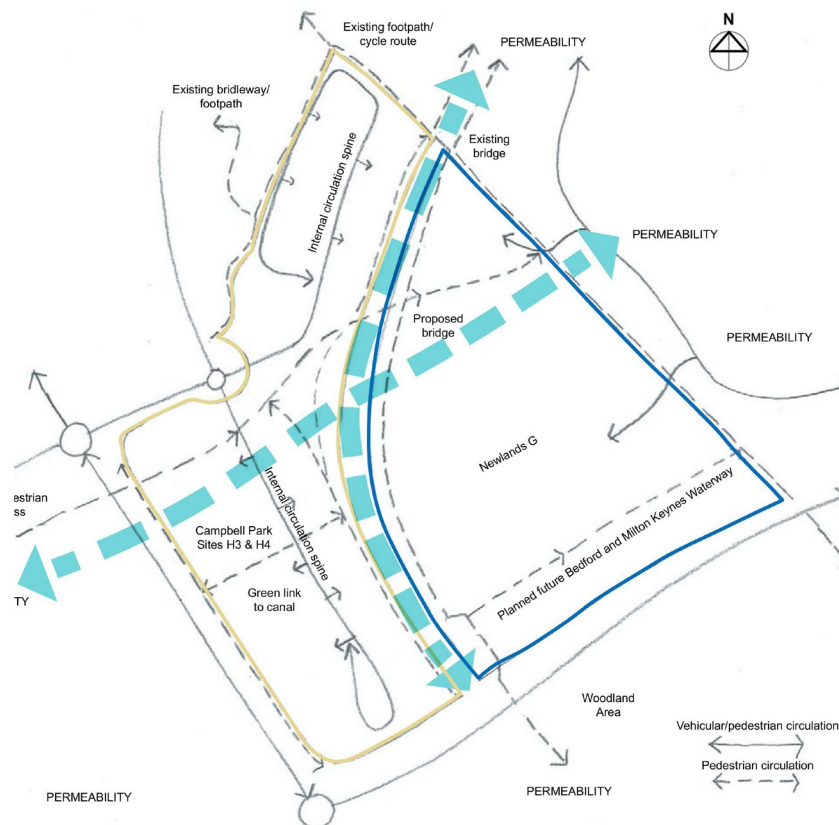 Existing footpath/
cycle route
N
PERMEABILITY
Existing bridleway/
footpath
Internal circulation spine
Existing
bridge
PERMEABILITY
Proposed
bridge
PERMEABILITY
Newlands G
estrian
ss
Internal circulation spine
Campbell Park
Sites H3 & H4
Planned future Bedford and Milton Keynes Waterway
TY
Green link
to canal
Woodland
Area
Vehicular/pedestrian circulation
Pedestrian circulation
PERMEABILITY
PERMEABILITY